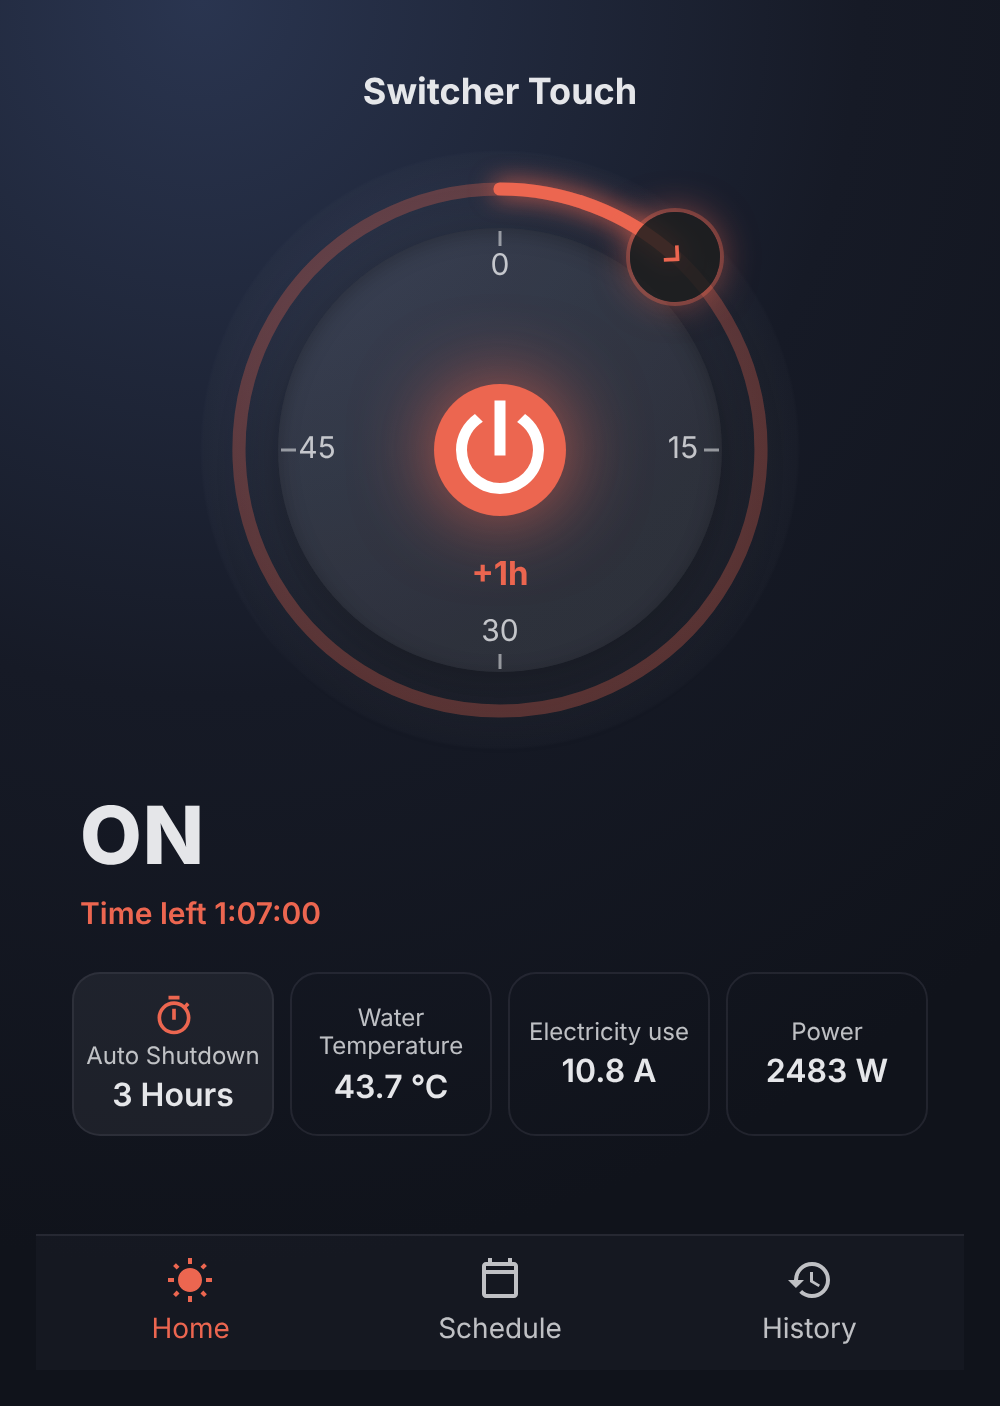 Switcher Touch
0
45
15
+1h
30
ON
Time left 1:07:00
Auto Shutdown
3 Hours
Water
Temperature
43.7 °C
Electricity use
10.8 A
Power
2483 W
Home
Schedule
History